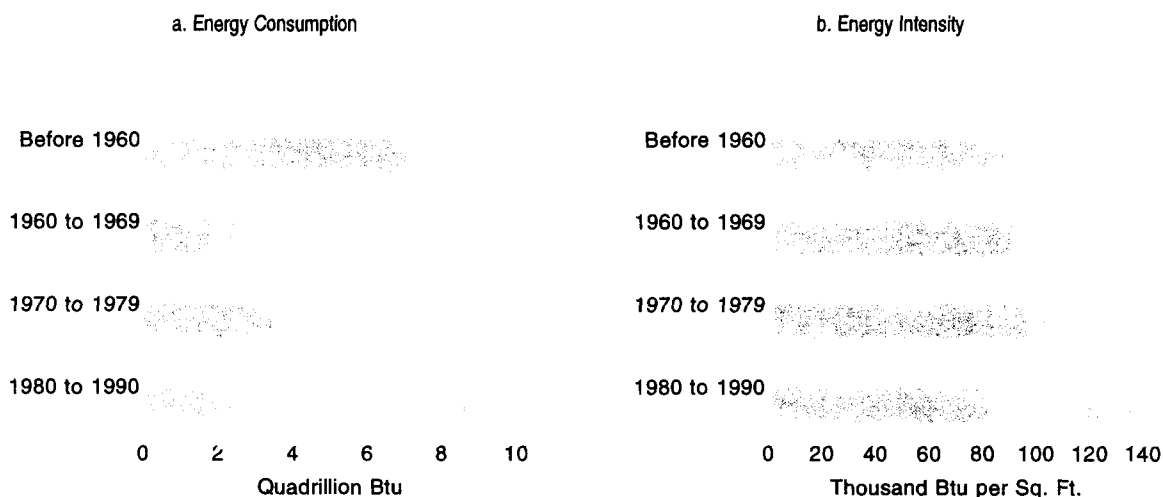 a. Energy Consumption
Before 1960
1960 to 1969
1970 to 1979
1980 to 1990
0 2 4 6 8 10
Quadrillion Btu
b. Energy Intensity
Before 1960
1960 to 1969
1970 to 1979
1980 to 1990
0 20 40 60 80 100 120 140
Thousand Btu per Sq. Ft.